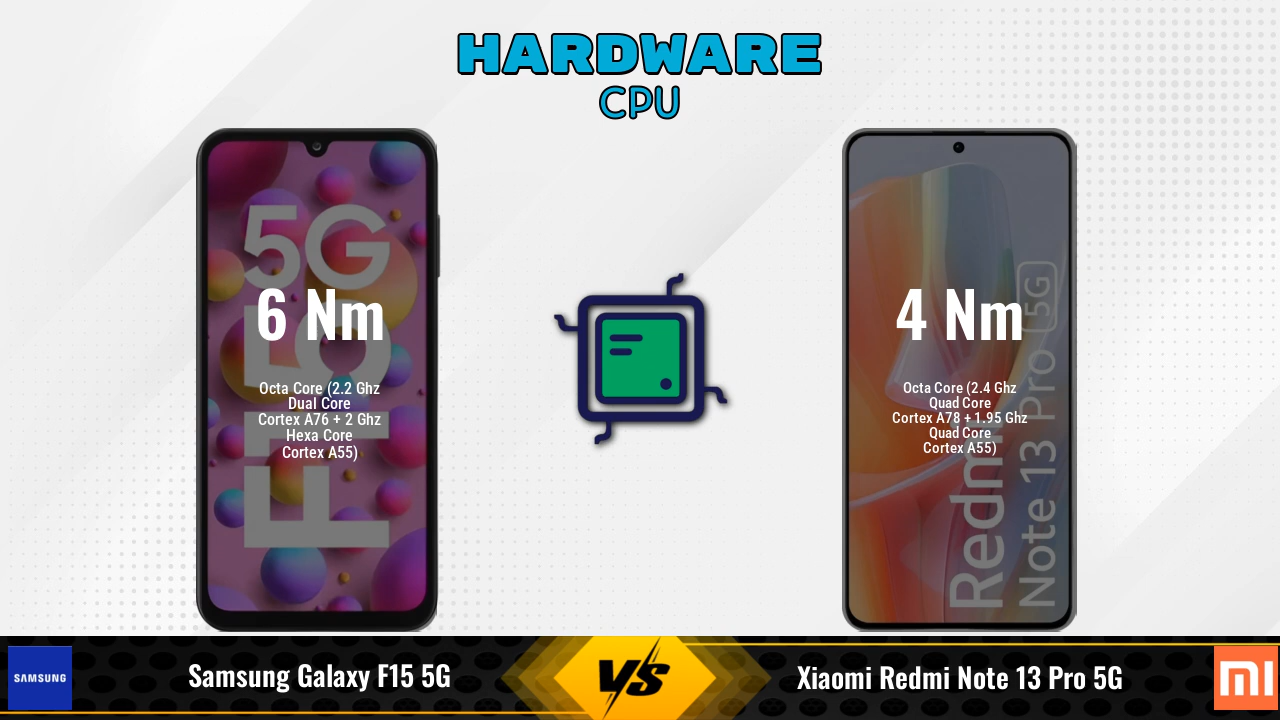 HARDWARE
CPU
5G
F15
6 Nm
Octa Core (2.2 Ghz
Dual Core
Cortex A76 + 2 Ghz
Hexa Core
Cortex A55)
4 Nm
Octa Core (2.4 Ghz
Quad Core
Cortex A78 + 1.95 Ghz
Quad Core
Cortex A55)
Redmi
Note 13 Pro 5G
SAMSUNG
Samsung Galaxy F15 5G
VS
Xiaomi Redmi Note 13 Pro 5G
MI